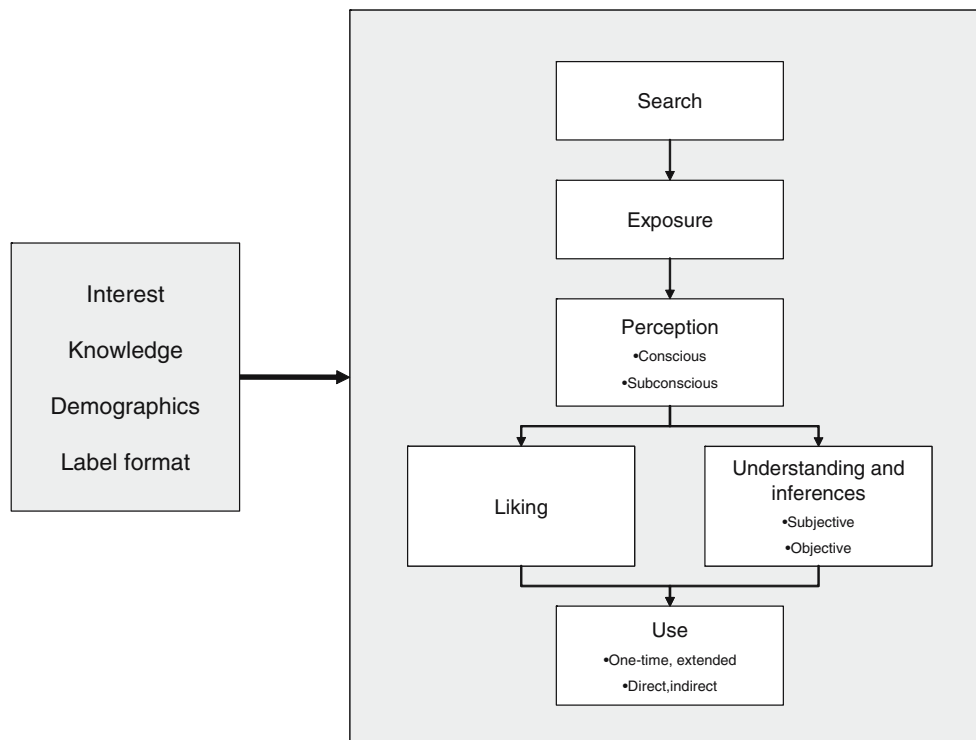 Search
Exposure
Interest
Knowledge
Demographics
Label format
Perception
•Conscious
•Subconscious
Liking
Understanding and
inferences
•Subjective
•Objective
Use
•One-time, extended
•Direct,indirect